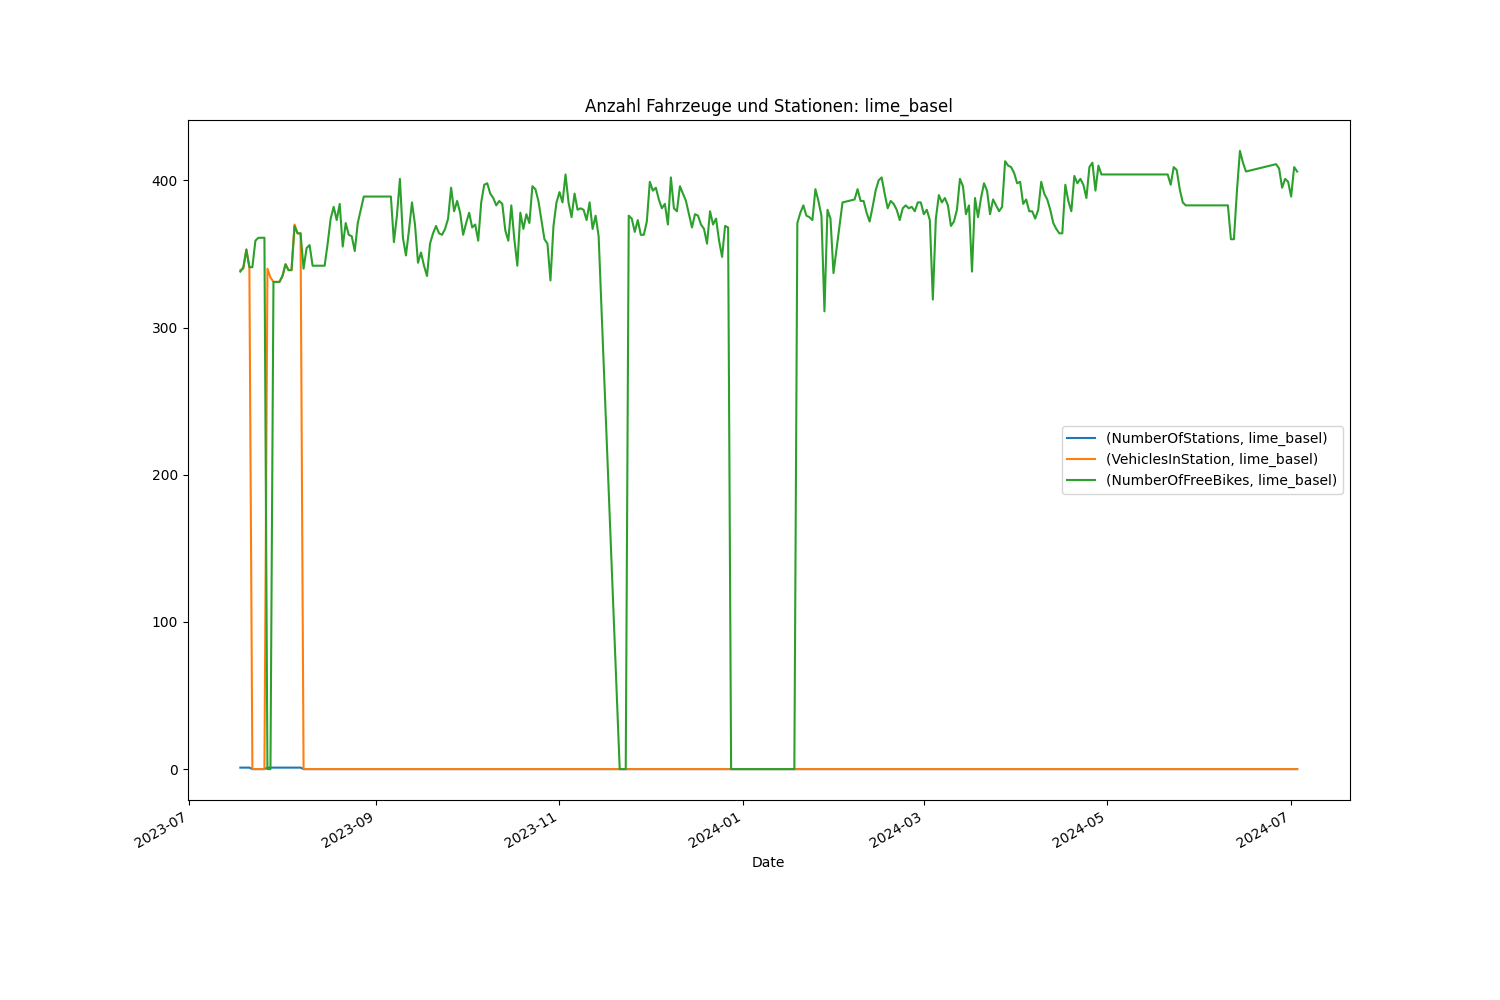 Anzahl Fahrzeuge und Stationen: lime_basel
400
300
200
100
0
(NumberOfStations, lime_basel)
(VehiclesInStation, lime_basel)
(NumberOfFreeBikes, lime_basel)
2023-07
2023-09
2023-11
2024-01
2024-03
2024-05
2024-07
Date